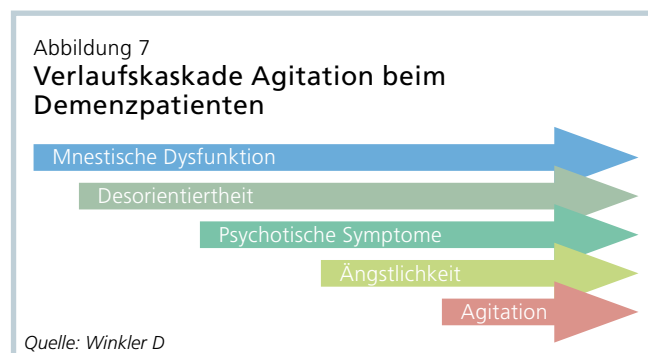 Abbildung 7
Verlaufskaskade Agitation beim
Demenzpatienten
Mnestische Dysfunktion
Desorientiertheit
Psychotische Symptome
Ängstlichkeit
Agitation
Quelle: Winkler D